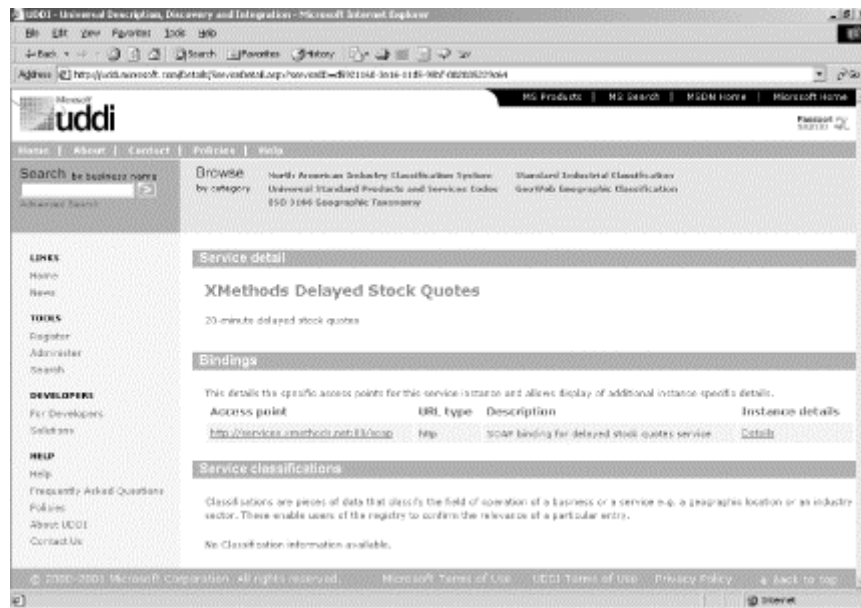 UDDI - Universal Description, Discovery and Integration - Microsoft Internet Explorer
File Edit View Favorites Tools Help
Back Search Favorites History
Address
MS Products | MS Search | MSDN Home | Microsoft Home
Microsoft
uddi
Passport
Home | About | Contact | Policies | Help
Search by business name
Advanced Search
Browse
by category
North American Industry Classification System
Universal Standard Products and Services Codes
ISO 3166 Geographic Taxonomy
Standard Industrial Classification
GeoWeb Geographic Classification
LINKS
Home
News
TOOLS
Register
Administer
Search
DEVELOPERS
For Developers
Solutions
HELP
Help
Frequently Asked Questions
Policies
About UDDI
Contact Us
Service detail
XMethods Delayed Stock Quotes
20-minute delayed stock quotes
Bindings
This details the specific access points for this service instance and allows display of additional instance specific details.
Access point URL type Description Instance details
http://services.xmethods.net:80/soap http SOAP binding for delayed stock quotes service Details
Service classifications
Classifications are pieces of data that classify the field of operation of a business or a service e.g. a geographic location or an industry
sector. These enable users of the registry to confirm the relevance of a particular entry.
No Classification information available.
© 2000-2001 Microsoft Corporation. All rights reserved. Microsoft Terms of Use UDDI Terms of Use Privacy Policy Back to top
Internet